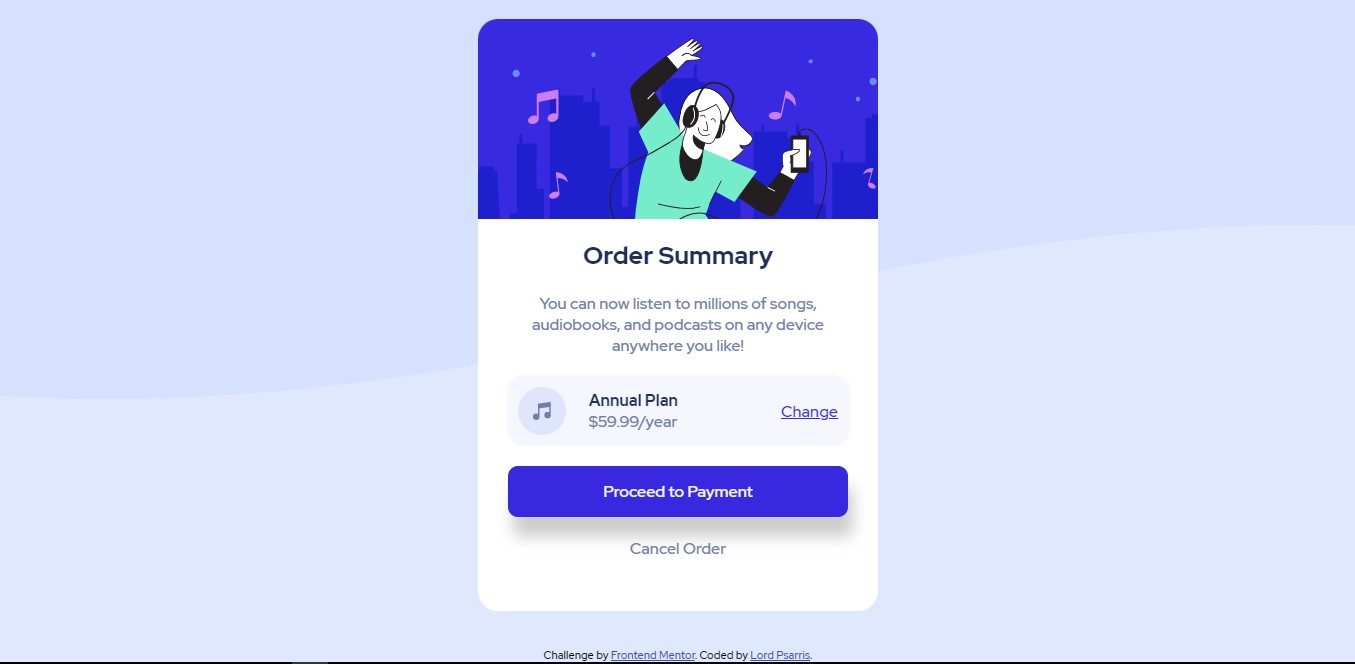 Order Summary
You can now listen to millions of songs,
audiobooks, and podcasts on any device
anywhere you like!
Annual Plan
$59.99/year
Change
Proceed to Payment
Cancel Order
Challenge by Frontend Mentor. Coded by Lord Psarris.